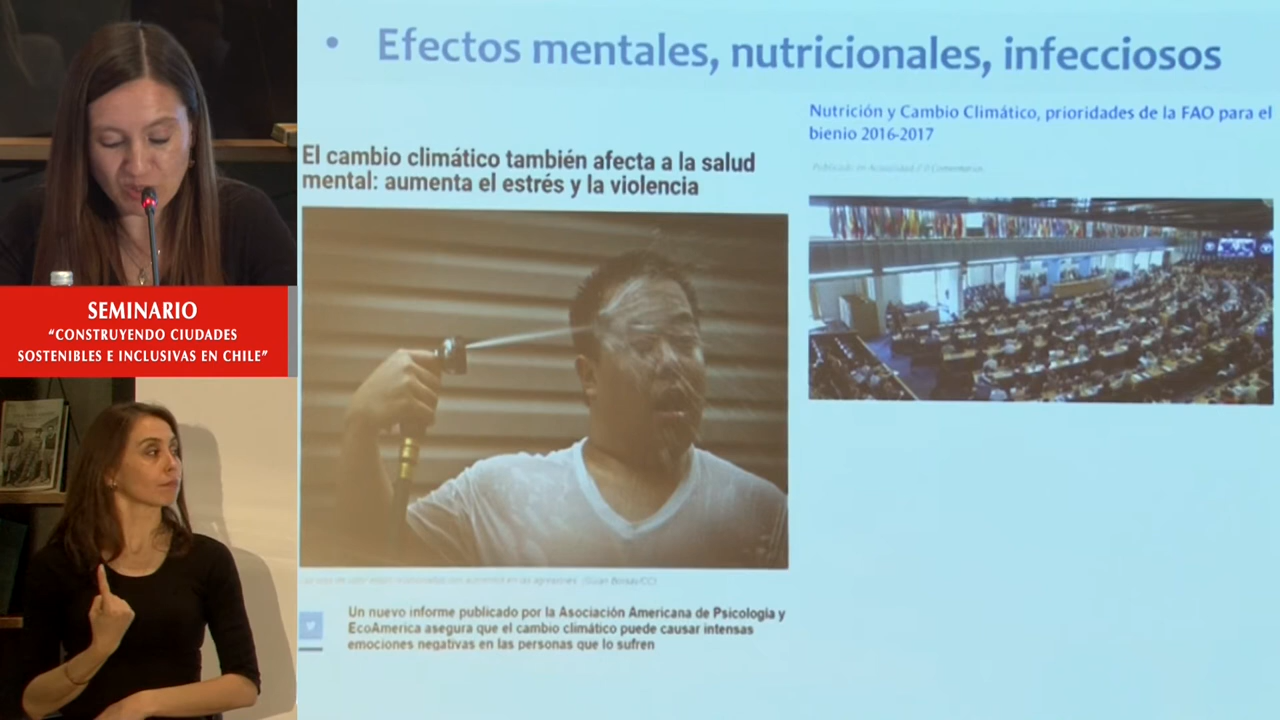 SEMINARIO
“CONSTRUYENDO CIUDADES
SOSTENIBLES E INCLUSIVAS EN CHILE”
• Efectos mentales, nutricionales, infecciosos
El cambio climático también afecta a la salud
mental: aumenta el estrés y la violencia
Un nuevo informe publicado por la Asociación Americana de Psicología y
EcoAmerica asegura que el cambio climático puede causar intensas
emociones negativas en las personas que lo sufren
Nutrición y Cambio Climático, prioridades de la FAO para el
bienio 2016-2017